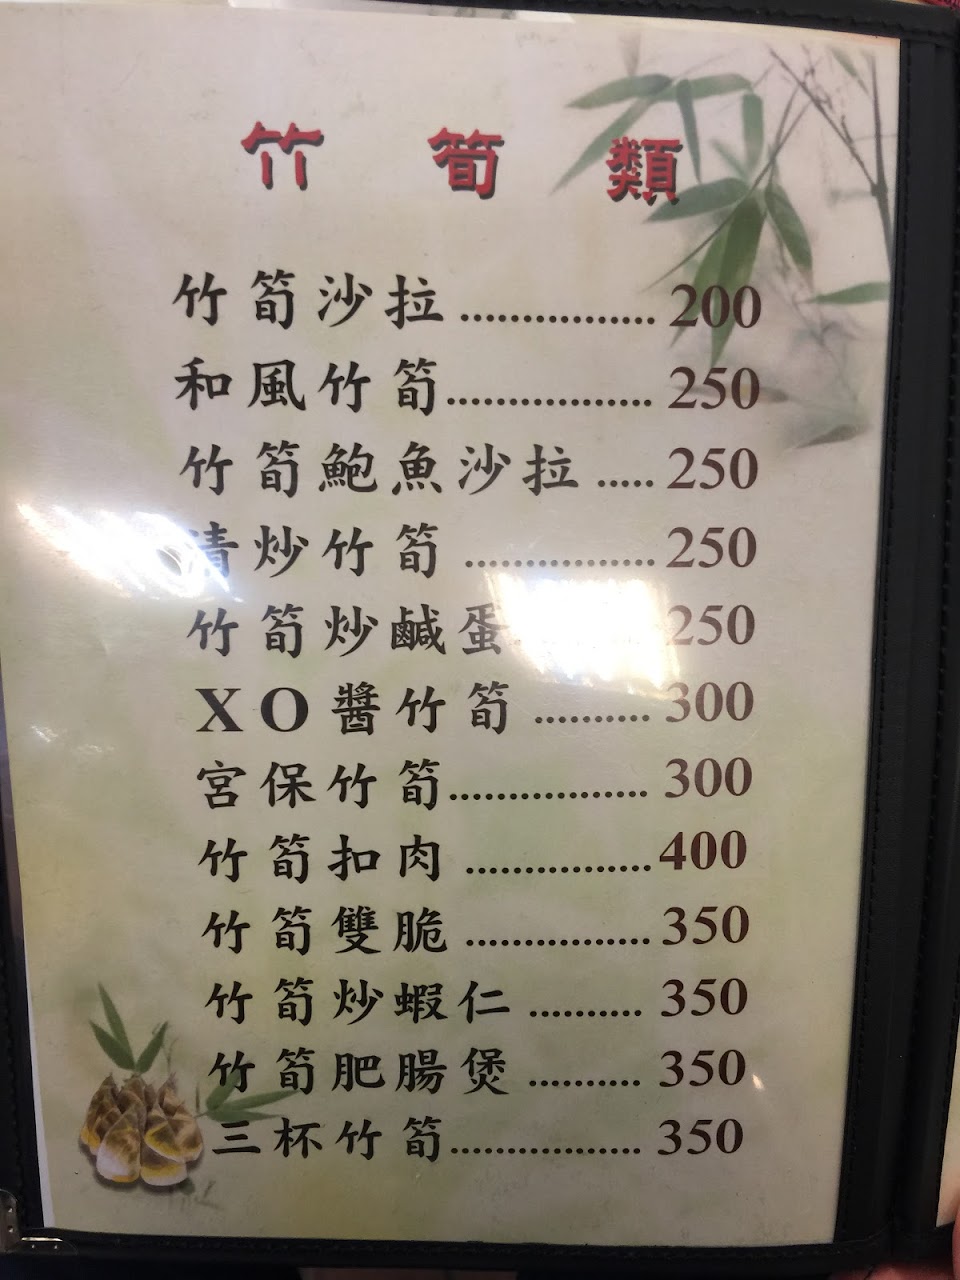 竹筍類
竹筍沙拉................ 200
和風竹筍................. 250
竹筍鮑魚沙拉 ..... 250
清炒竹筍 ................ 250
竹筍炒鹹蛋 250
XO醬竹筍 .......... 300
宮保竹筍................. 300
竹筍扣肉 ................ 400
竹筍雙脆 ................ 350
竹筍炒蝦仁 .......... 350
竹筍肥腸煲 .......... 350
三杯竹筍................. 350